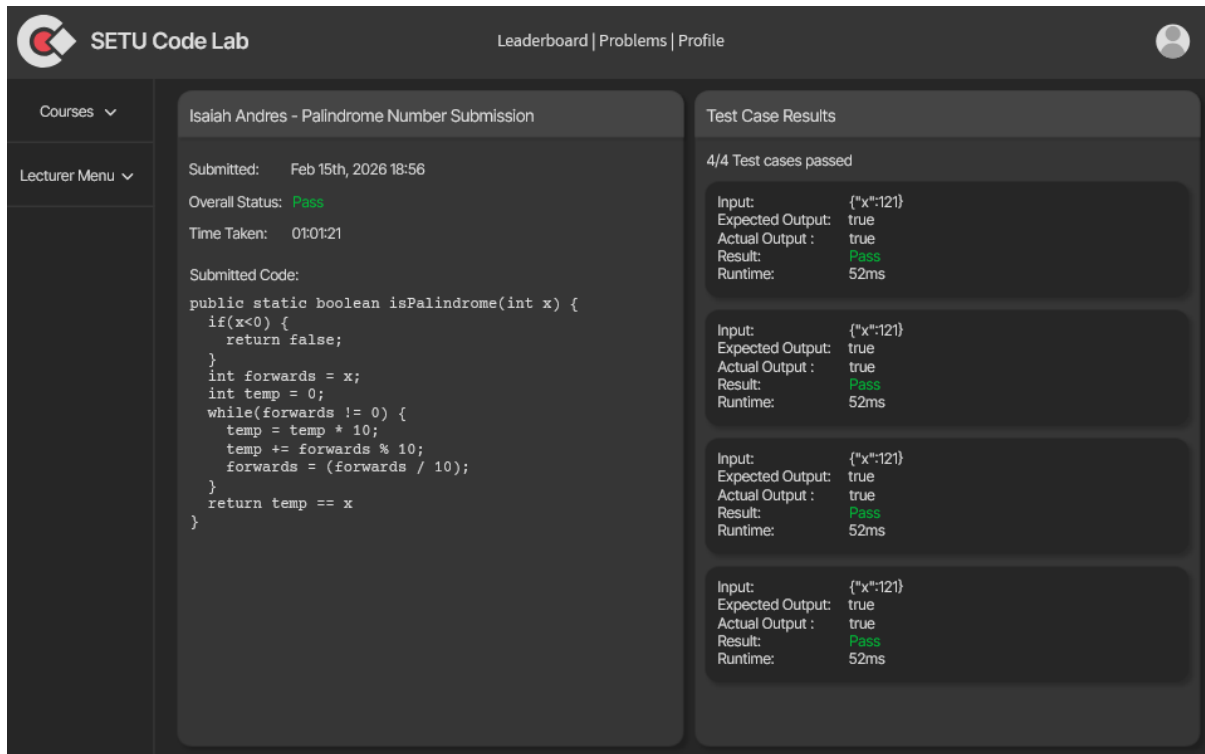 SETU Code Lab
Leaderboard | Problems | Profile
Courses
Lecturer Menu
Isaiah Andres - Palindrome Number Submission
Submitted: Feb 15th, 2026 18:56
Overall Status: Pass
Time Taken: 01:01:21
Submitted Code:
public static boolean isPalindrome(int x) {
  if(x<0) {
    return false;
  }
  int forwards = x;
  int temp = 0;
  while(forwards != 0) {
    temp = temp * 10;
    temp += forwards % 10;
    forwards = (forwards / 10);
  }
  return temp == x
}
Test Case Results
4/4 Test cases passed
Input: {"x":121}
Expected Output: true
Actual Output : true
Result: Pass
Runtime: 52ms
Input: {"x":121}
Expected Output: true
Actual Output : true
Result: Pass
Runtime: 52ms
Input: {"x":121}
Expected Output: true
Actual Output : true
Result: Pass
Runtime: 52ms
Input: {"x":121}
Expected Output: true
Actual Output : true
Result: Pass
Runtime: 52ms